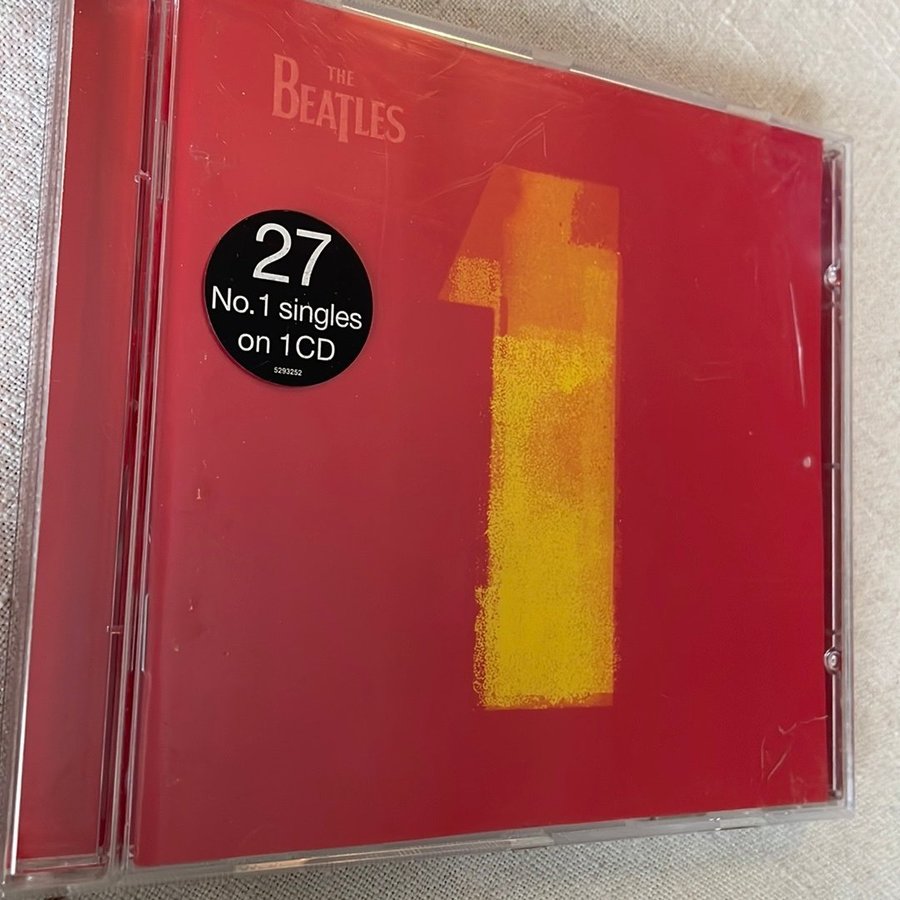 THE
BEATLES
27
No.1 singles
on 1CD
5293252
1